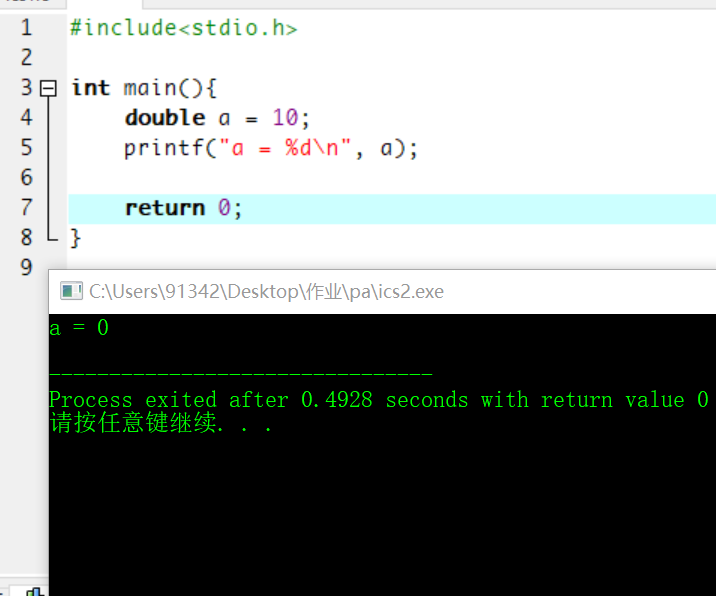 1 #include<stdio.h>
2
3 int main(){
4     double a = 10;
5     printf("a = %d\n", a);
6
7     return 0;
8 }
9
C:\Users\91342\Desktop\作业\pa\ics2.exe
a = 0
--------------------------------
Process exited after 0.4928 seconds with return value 0
请按任意键继续. . .